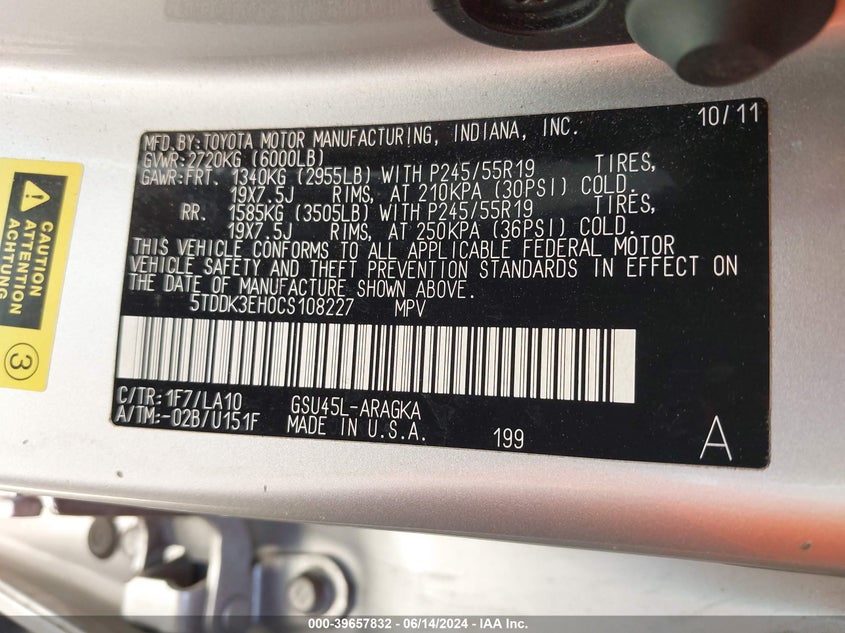 MFD.BY:TOYOTA MOTOR MANUFACTURING, INDIANA, INC. 10/11
GVWR:2720KG (6000LB)
GAWR:FRT. 1340KG (2955LB) WITH P245/55R19 TIRES,
19X7.5J RIMS, AT 210KPA (30PSI) COLD.
RR. 1585KG (3505LB) WITH P245/55R19 TIRES,
19X7.5J RIMS, AT 250KPA (36PSI) COLD.
THIS VEHICLE CONFORMS TO ALL APPLICABLE FEDERAL MOTOR
VEHICLE SAFETY AND THEFT PREVENTION STANDARDS IN EFFECT ON
THE DATE OF MANUFACTURE SHOWN ABOVE.
5TDDK3EH0CS108227 MPV
C/TR:1F7/LA10 GSU45L-ARAGKA
A/TM:-02B/U151F MADE IN U.S.A. 199 A
CAUTION
ATTENTION
ACHTUNG
3
000-39657832 / 06/14/2024 - IAA Inc.